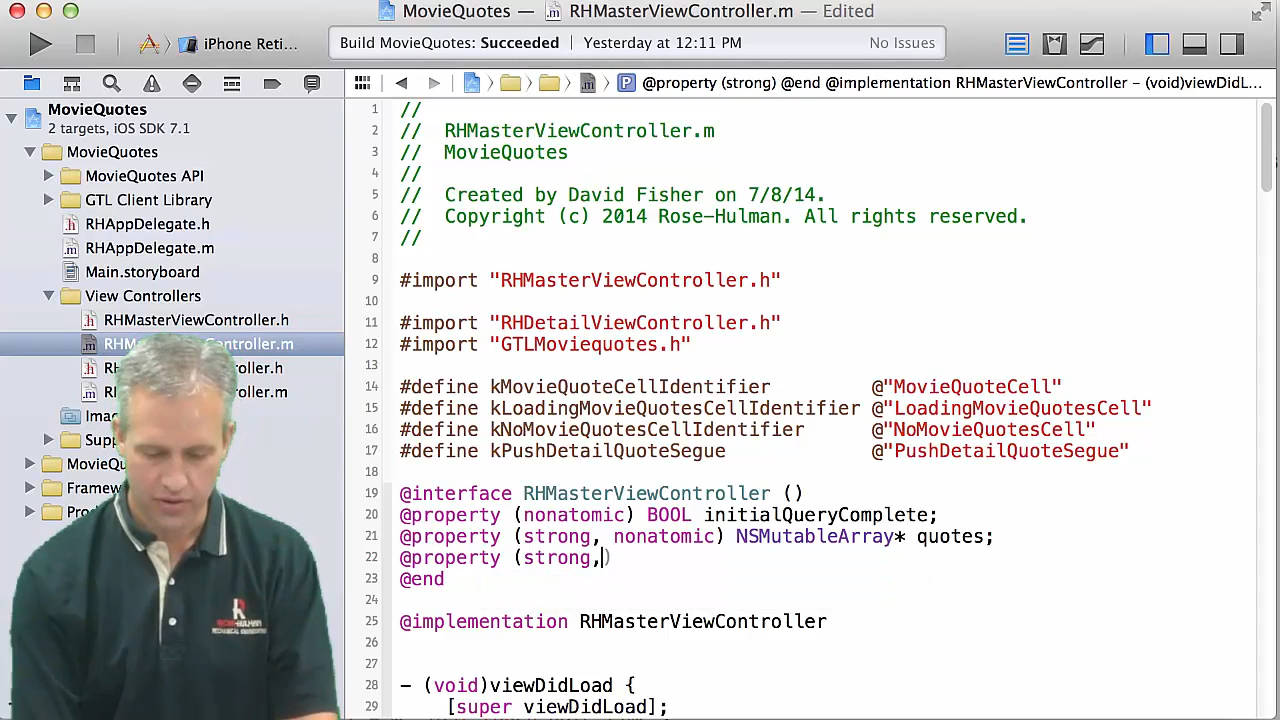 MovieQuotes — RHMasterViewController.m — Edited
iPhone Reti...
Build MovieQuotes: Succeeded | Yesterday at 12:11 PM
No Issues
@property (strong) @end @implementation RHMasterViewController – (void)viewDidL...
MovieQuotes
2 targets, iOS SDK 7.1
MovieQuotes
MovieQuotes API
GTL Client Library
RHAppDelegate.h
RHAppDelegate.m
Main.storyboard
View Controllers
RHMasterViewController.h
1 //
2 // RHMasterViewController.m
3 // MovieQuotes
4 //
5 // Created by David Fisher on 7/8/14.
6 // Copyright (c) 2014 Rose-Hulman. All rights reserved.
7 //
8
9 #import "RHMasterViewController.h"
10
11 #import "RHDetailViewController.h"
12 #import "GTLMoviequotes.h"
13
14 #define kMovieQuoteCellIdentifier @"MovieQuoteCell"
15 #define kLoadingMovieQuotesCellIdentifier @"LoadingMovieQuotesCell"
16 #define kNoMovieQuotesCellIdentifier @"NoMovieQuotesCell"
17 #define kPushDetailQuoteSegue @"PushDetailQuoteSegue"
18
19 @interface RHMasterViewController ()
20 @property (nonatomic) BOOL initialQueryComplete;
21 @property (strong, nonatomic) NSMutableArray* quotes;
22 @property (strong,)
23 @end
24
25 @implementation RHMasterViewController
26
27
28 - (void)viewDidLoad {
29 [super viewDidLoad];